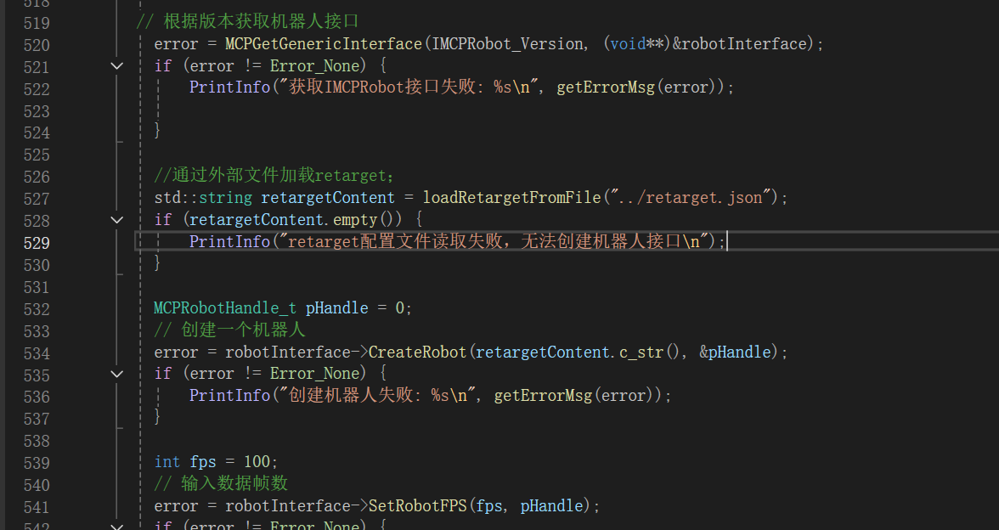 518
519 // 根据版本获取机器人接口
520 error = MCPGetGenericInterface(IMCPRobot_Version, (void**)&robotInterface);
521 if (error != Error_None) {
522 PrintInfo("获取IMCPRobot接口失败: %s\n", getErrorMsg(error));
523
524 }
525
526 //通过外部文件加载retarget;
527 std::string retargetContent = loadRetargetFromFile("../retarget.json");
528 if (retargetContent.empty()) {
529 PrintInfo("retarget配置文件读取失败，无法创建机器人接口\n");
530 }
531
532 MCPRobotHandle_t pHandle = 0;
533 // 创建一个机器人
534 error = robotInterface->CreateRobot(retargetContent.c_str(), &pHandle);
535 if (error != Error_None) {
536 PrintInfo("创建机器人失败: %s\n", getErrorMsg(error));
537 }
538
539 int fps = 100;
540 // 输入数据帧数
541 error = robotInterface->SetRobotFPS(fps, pHandle);
542 if (error != Error_None) {